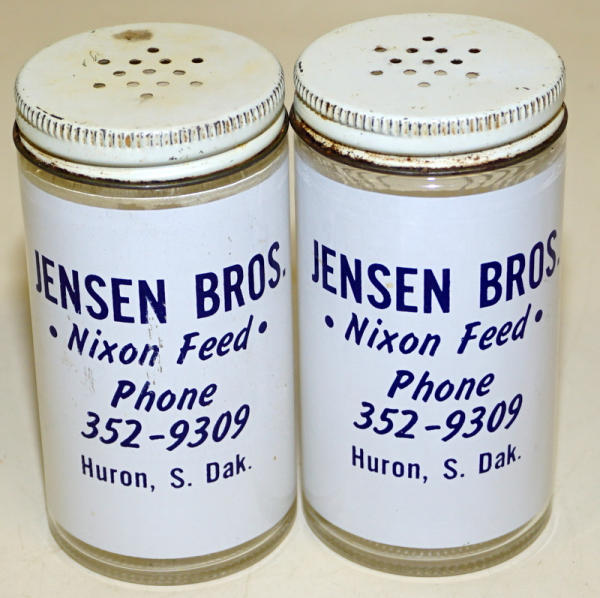 JENSEN BROS.
• Nixon Feed •
Phone
352-9309
Huron, S. Dak.
JENSEN BROS.
• Nixon Feed •
Phone
352-9309
Huron, S. Dak.